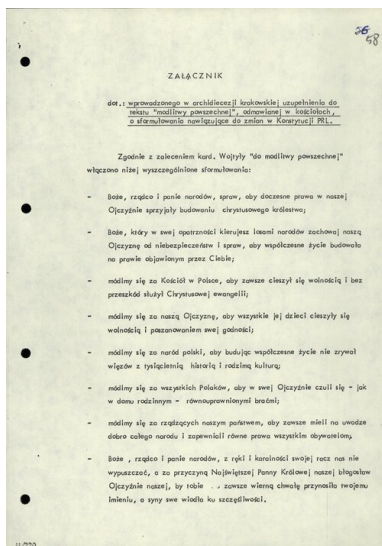 58
ZAŁĄCZNIK
dot.: wprowadzonego w archidiecezji krakowskiej uzupełnienia do
tekstu "modlitwy powszechnej", odmawianej w kościołach,
o sformułowania nawiązujące do zmian w Konstytucji PRL.
Zgodnie z zaleceniem kard. Wojtyły "do modlitwy powszechnej"
włączono niżej wyszczególnione sformułowania:
- Boże, rządco i panie narodów, spraw, aby doczesne prawa w naszej
Ojczyźnie sprzyjały budowaniu chrystusowego królestwa;
- Boże, który w swej opatrzności kierujesz losami narodów zachowaj naszą
Ojczyznę od niebezpieczeństw i spraw, aby współczesne życie budowało
na prawie objawionym przez Ciebie;
- módlmy się za Kościół w Polsce, aby zawsze cieszył się wolnością i bez
przeszkód służył Chrystusowej ewangelii;
- módlmy się za naszą Ojczyznę, aby wszystkie jej dzieci cieszyły się
wolnością i poszanowaniem swej godności;
- módlmy się za naród polski, aby budując współczesne życie nie zrywał
więzów z tysiącletnią historią i rodzimą kulturą;
- módlmy się za wszystkich Polaków, aby w swej Ojczyźnie czuli się - jak
w domu rodzinnym - równouprawnionymi braćmi;
- módlmy się za rządzących naszym państwem, aby zawsze mieli na uwadze
dobro całego narodu i zapewniali równe prawa wszystkim obywatelom;
- Boże, rządco i panie narodów, z ręki i karalności swojej racz nas nie
wypuszczać, a za przyczyną Najświętszej Panny Królowej naszej błogosław
Ojczyźnie naszej, by tobie zawsze wierną chwałę przynosiła twojemu
imieniu, a syny swe wiodła ku szczęśliwości.